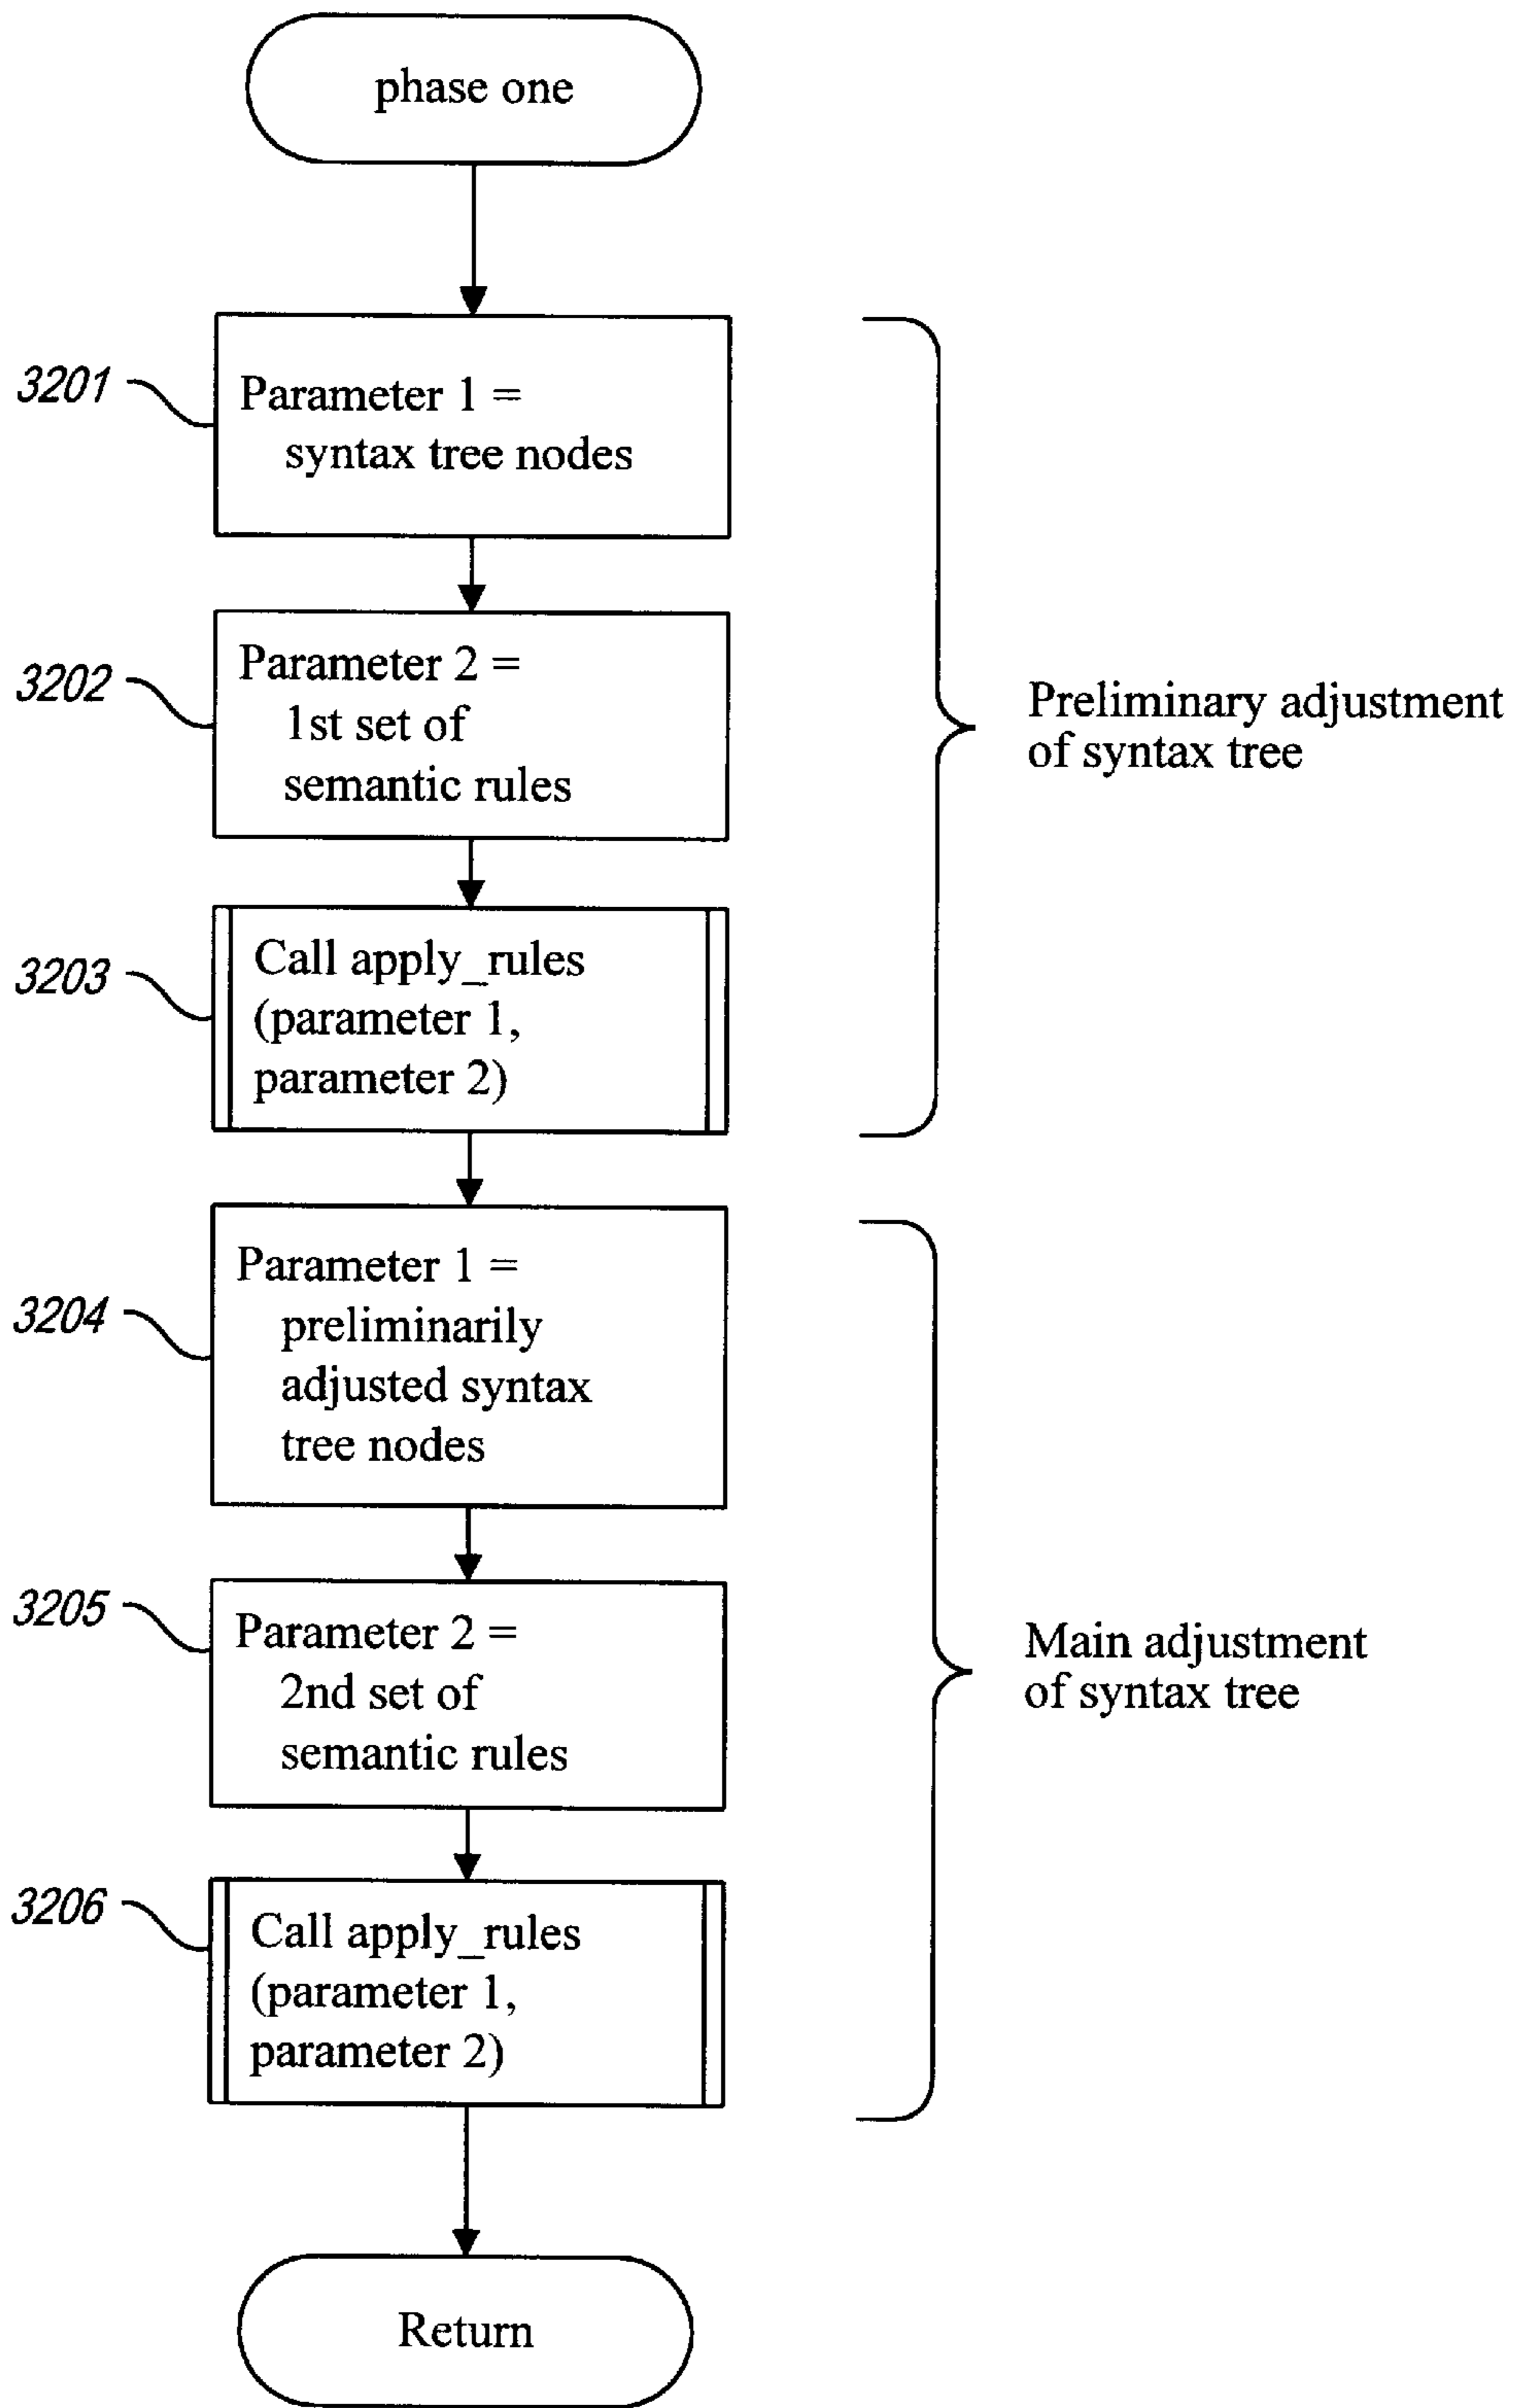 phase one
3201
Parameter 1 =
syntax tree nodes
3202
Parameter 2 =
1st set of
semantic rules
Preliminary adjustment
of syntax tree
3203
Call apply_rules
(parameter 1,
parameter 2)
3204
Parameter 1 =
preliminarily
adjusted syntax
tree nodes
3205
Parameter 2 =
2nd set of
semantic rules
Main adjustment
of syntax tree
3206
Call apply_rules
(parameter 1,
parameter 2)
Return